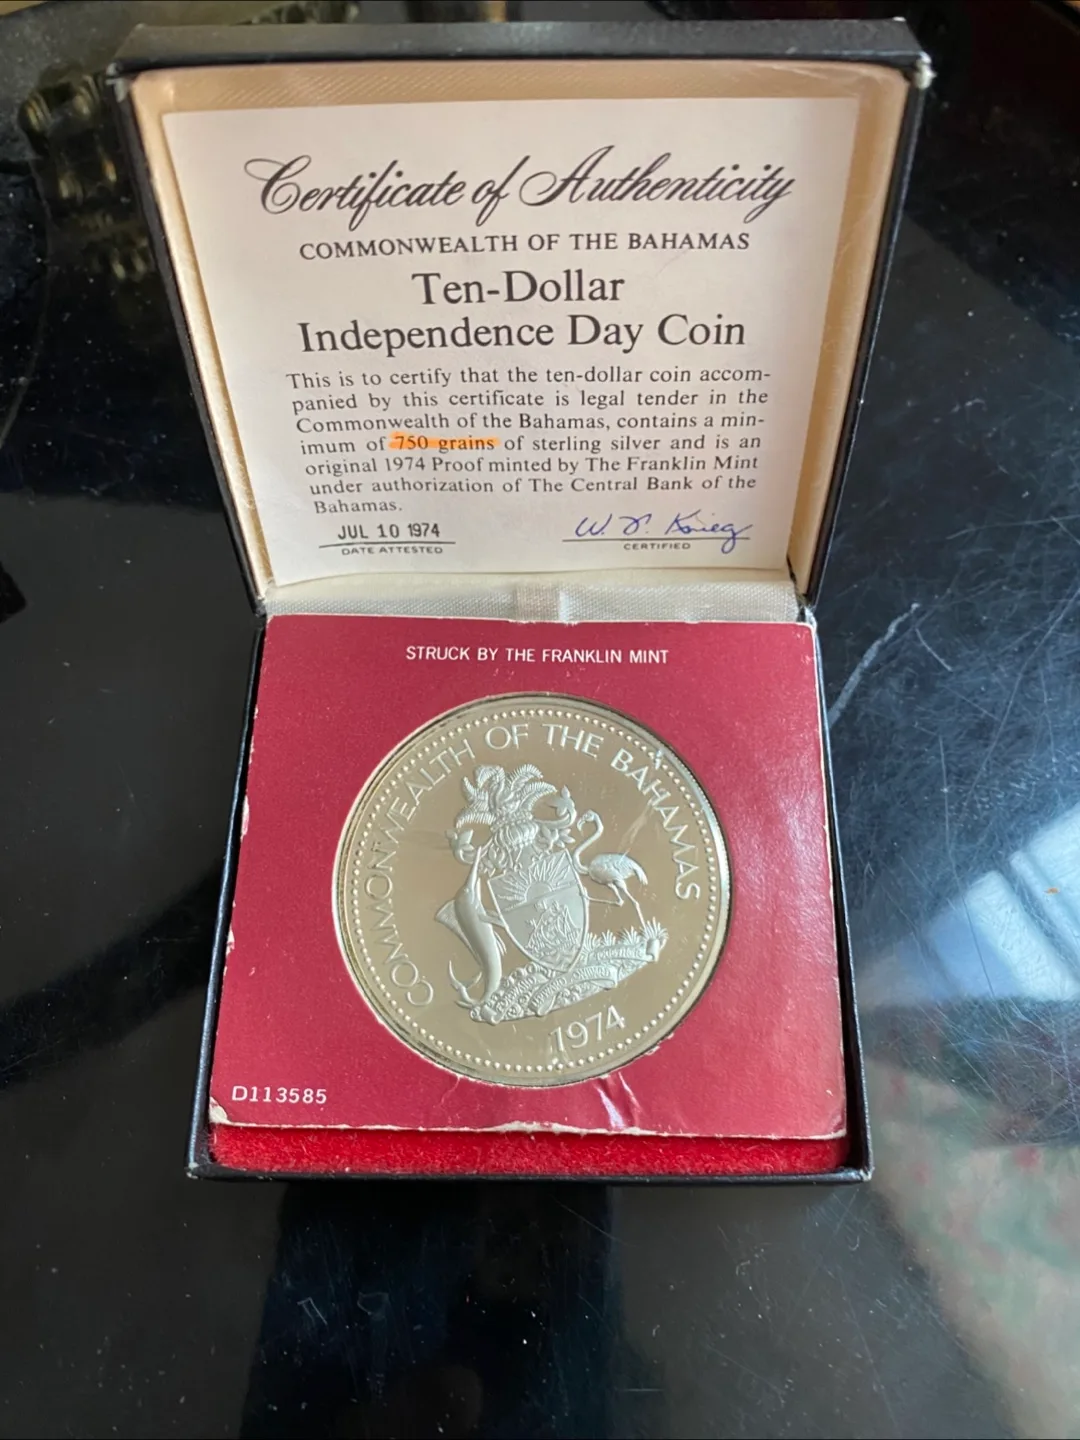 Certificate of Authenticity
COMMONWEALTH OF THE BAHAMAS
Ten-Dollar
Independence Day Coin
This is to certify that the ten-dollar coin accom-
panied by this certificate is legal tender in the
Commonwealth of the Bahamas, contains a min-
imum of 750 grains of sterling silver and is an
original 1974 Proof minted by The Franklin Mint
under authorization of The Central Bank of the
Bahamas.
JUL 10 1974
DATE ATTESTED
CERTIFIED
STRUCK BY THE FRANKLIN MINT
COMMONWEALTH OF THE BAHAMAS
1974
D113585